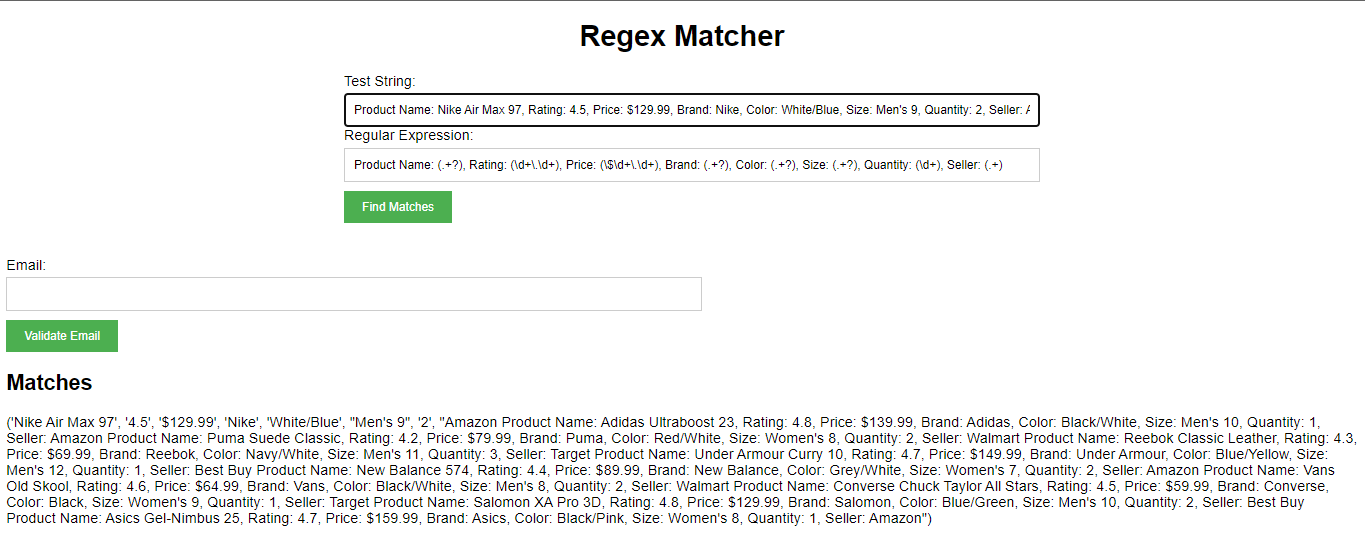 Regex Matcher
Test String:
Product Name: Nike Air Max 97, Rating: 4.5, Price: $129.99, Brand: Nike, Color: White/Blue, Size: Men's 9, Quantity: 2, Seller: A
Regular Expression:
Product Name: (.+?), Rating: (\d+\.\d+), Price: (\$\d+\.\d+), Brand: (.+?), Color: (.+?), Size: (.+?), Quantity: (\d+), Seller: (.+)
Find Matches
Email:
Validate Email
Matches
('Nike Air Max 97', '4.5', '$129.99', 'Nike', 'White/Blue', "Men's 9", '2', "Amazon Product Name: Adidas Ultraboost 23, Rating: 4.8, Price: $139.99, Brand: Adidas, Color: Black/White, Size: Men's 10, Quantity: 1,
Seller: Amazon Product Name: Puma Suede Classic, Rating: 4.2, Price: $79.99, Brand: Puma, Color: Red/White, Size: Women's 8, Quantity: 2, Seller: Walmart Product Name: Reebok Classic Leather, Rating: 4.3,
Price: $69.99, Brand: Reebok, Color: Navy/White, Size: Men's 11, Quantity: 3, Seller: Target Product Name: Under Armour Curry 10, Rating: 4.7, Price: $149.99, Brand: Under Armour, Color: Blue/Yellow, Size:
Men's 12, Quantity: 1, Seller: Best Buy Product Name: New Balance 574, Rating: 4.4, Price: $89.99, Brand: New Balance, Color: Grey/White, Size: Women's 7, Quantity: 2, Seller: Amazon Product Name: Vans
Old Skool, Rating: 4.6, Price: $64.99, Brand: Vans, Color: Black/White, Size: Men's 8, Quantity: 2, Seller: Walmart Product Name: Converse Chuck Taylor All Stars, Rating: 4.5, Price: $59.99, Brand: Converse,
Color: Black, Size: Women's 9, Quantity: 1, Seller: Target Product Name: Salomon XA Pro 3D, Rating: 4.8, Price: $129.99, Brand: Salomon, Color: Blue/Green, Size: Men's 10, Quantity: 2, Seller: Best Buy
Product Name: Asics Gel-Nimbus 25, Rating: 4.7, Price: $159.99, Brand: Asics, Color: Black/Pink, Size: Women's 8, Quantity: 1, Seller: Amazon")